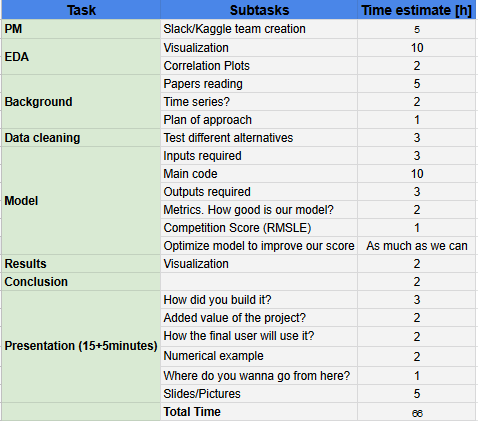 Task Subtasks Time estimate [h]
PM Slack/Kaggle team creation 5
EDA Visualization 10
Correlation Plots 2
Background Papers reading 5
Time series? 2
Plan of approach 1
Data cleaning Test different alternatives 3
Model Inputs required 3
Main code 10
Outputs required 3
Metrics. How good is our model? 2
Competition Score (RMSLE) 1
Optimize model to improve our score As much as we can
Results Visualization 2
Conclusion 2
Presentation (15+5minutes) How did you build it? 3
Added value of the project? 2
How the final user will use it? 2
Numerical example 2
Where do you wanna go from here? 1
Slides/Pictures 5
Total Time 66